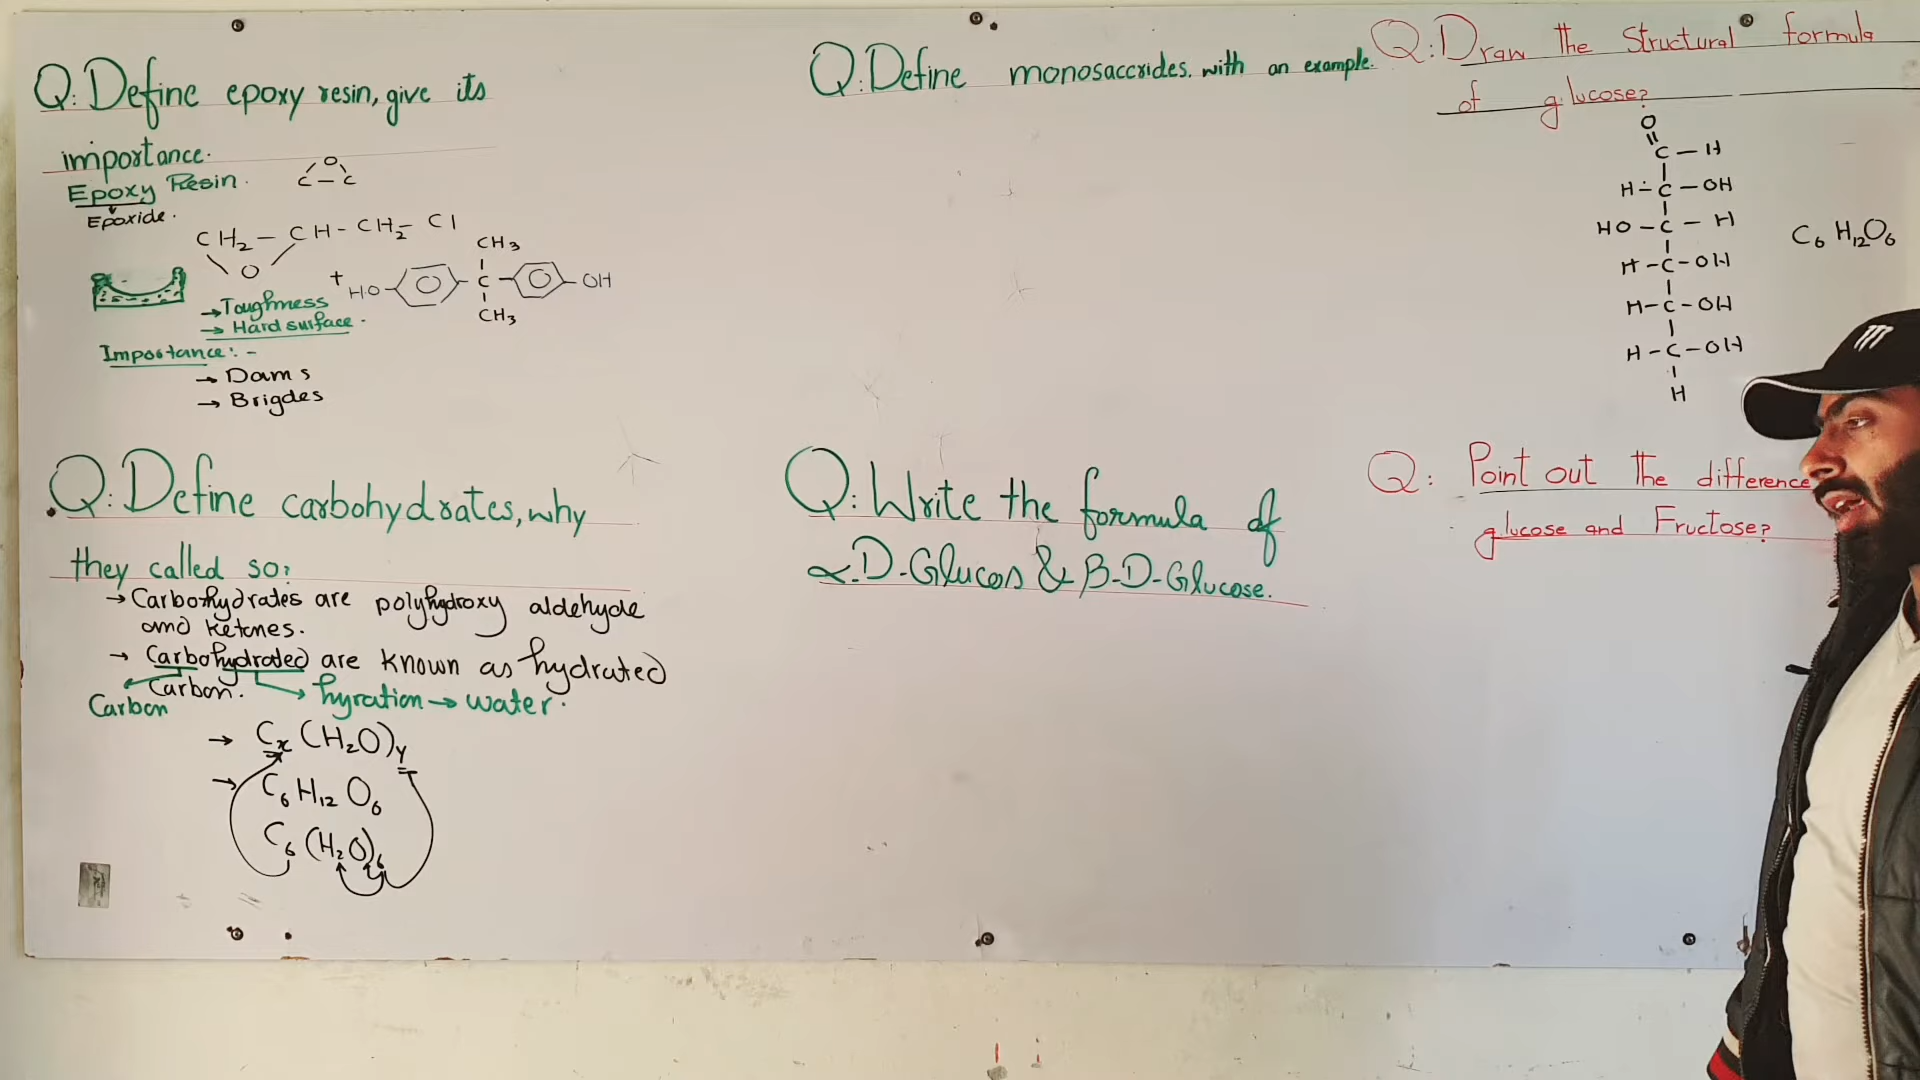 Q: Define epoxy resin, give its
importance.
Epoxy Resin.
Epoxide.
O
C - C
CH2 - CH - CH2 - Cl
O
+
CH3
HO - C - OH
CH3
→ Toughness
→ Hard surface.
Importance: -
→ Dams
→ Brigdes
Q: Define carbohydrates, why
they called so?
→ Carbohydrates are polyhydroxy aldehyde
and ketones.
→ Carbohydrated are known as hydrated
Carbon.
Carbon
hyration → water.
→ Cx (H2O)y
→ C6 H12 O6
C6 (H2O)6
Q: Define monosaccrides. with an example.
Q: Write the formula of
α-D-Glucos & β-D-Glucose.
Q: Draw the Structural formula
of glucose?
O
C - H
H - C - OH
HO - C - H
H - C - OH
H - C - OH
H - C - OH
H
C6 H12O6
Q: Point out the difference
glucose and Fructose?